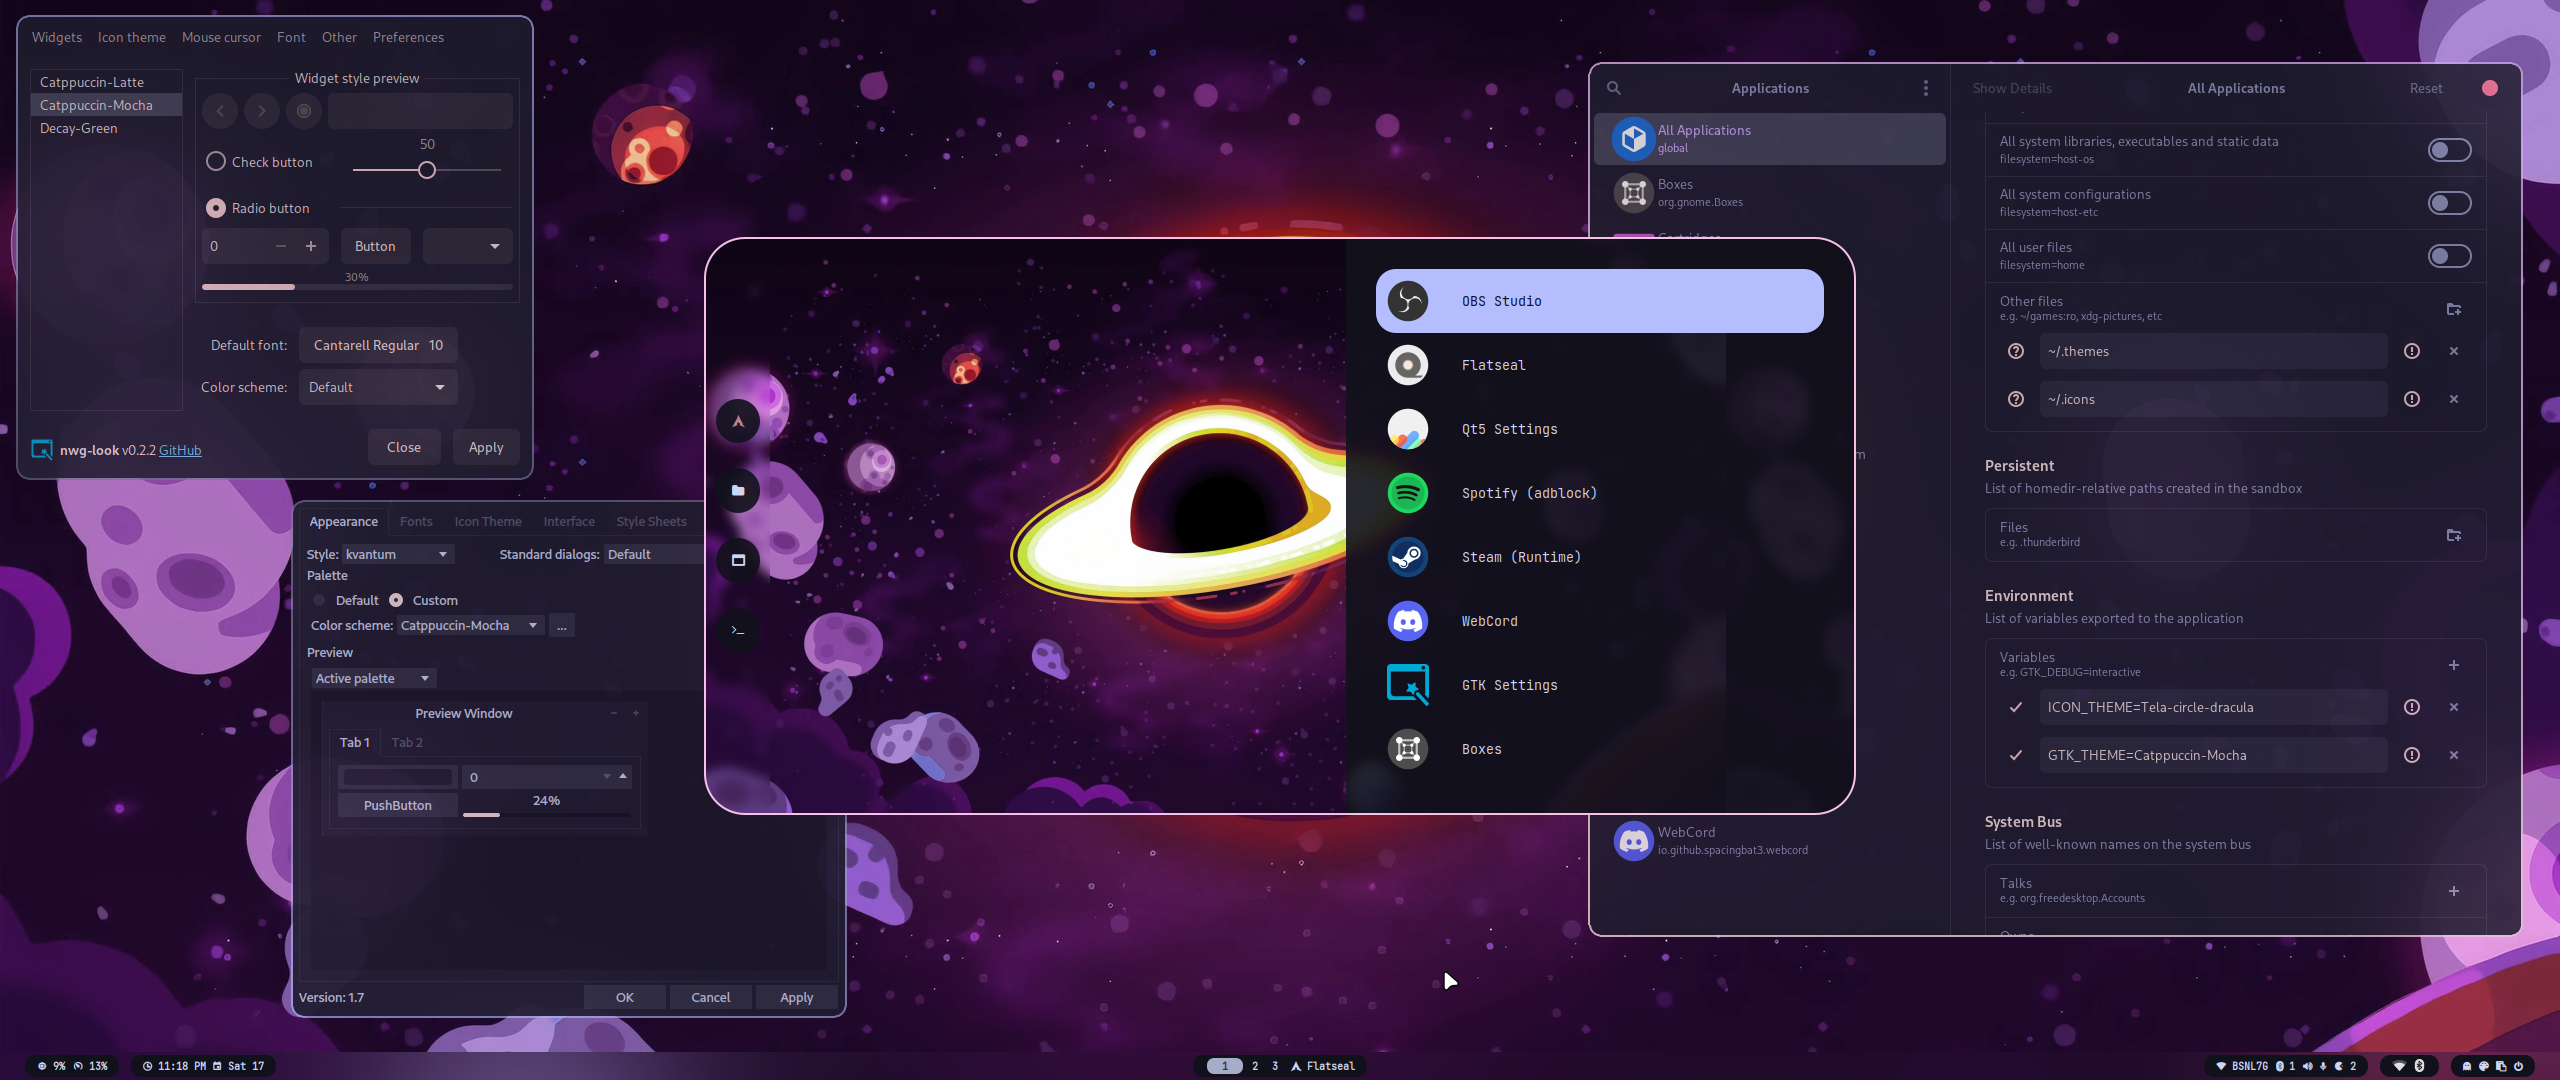 Widgets Icon theme Mouse cursor Font Other Preferences
Catppuccin-Latte
Catppuccin-Mocha
Decay-Green
Widget style preview
50
Check button
Radio button
0 − + Button
30%
Default font: Cantarell Regular 10
Color scheme: Default
nwg-look v0.2.2 GitHub
Close Apply
Appearance Fonts Icon Theme Interface Style Sheets
Style: kvantum Standard dialogs: Default
Palette
Default Custom
Color scheme: Catppuccin-Mocha ...
Preview
Active palette
Preview Window
Tab 1 Tab 2
0
PushButton 24%
Version: 1.7 OK Cancel Apply
OBS Studio
Flatseal
Qt5 Settings
Spotify (adblock)
Steam (Runtime)
WebCord
GTK Settings
Boxes
Applications
All Applications
global
Boxes
org.gnome.Boxes
m
WebCord
io.github.spacingbat3.webcord
Show Details All Applications Reset
All system libraries, executables and static data
filesystem=host-os
All system configurations
filesystem=host-etc
All user files
filesystem=home
Other files
e.g. ~/games:ro, xdg-pictures, etc
~/.themes
~/.icons
Persistent
List of homedir-relative paths created in the sandbox
Files
e.g. .thunderbird
Environment
List of variables exported to the application
Variables
e.g. GTK_DEBUG=interactive
ICON_THEME=Tela-circle-dracula
GTK_THEME=Catppuccin-Mocha
System Bus
List of well-known names on the system bus
Talks
e.g. org.freedesktop.Accounts
9% 13% 11:18 PM Sat 17
1 2 3 Flatseal
BSNL7G 1 2